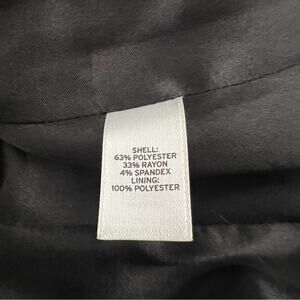 SHELL:
63% POLYESTER
33% RAYON
4% SPANDEX
LINING:
100% POLYESTER